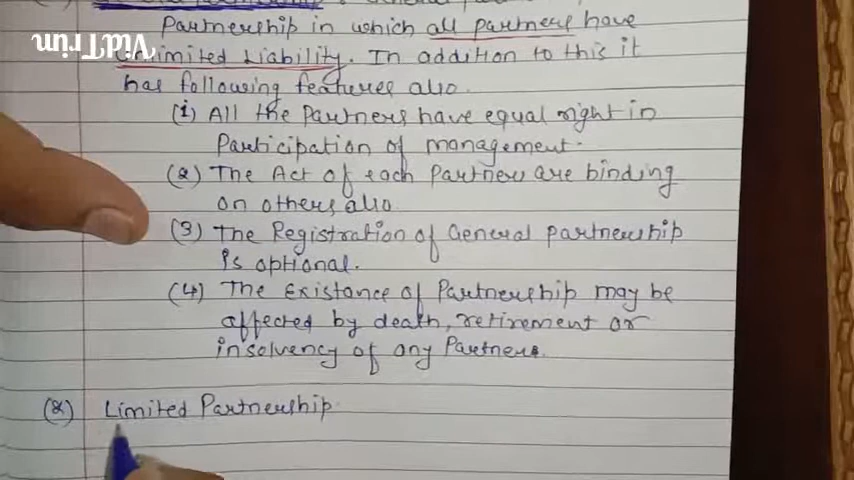 Partnership in which all partners have
Unlimited Liability. In addition to this it
has following features also.
(1) All the Partners have equal right in
Participation of management.
(2) The Act of each Partners are binding
on others also.
(3) The Registration of General partnership
is optional.
(4) The Existance of Partnership may be
affected by death, retirement or
insolvency of any Partners.
(2) Limited Partnership
VidTrim